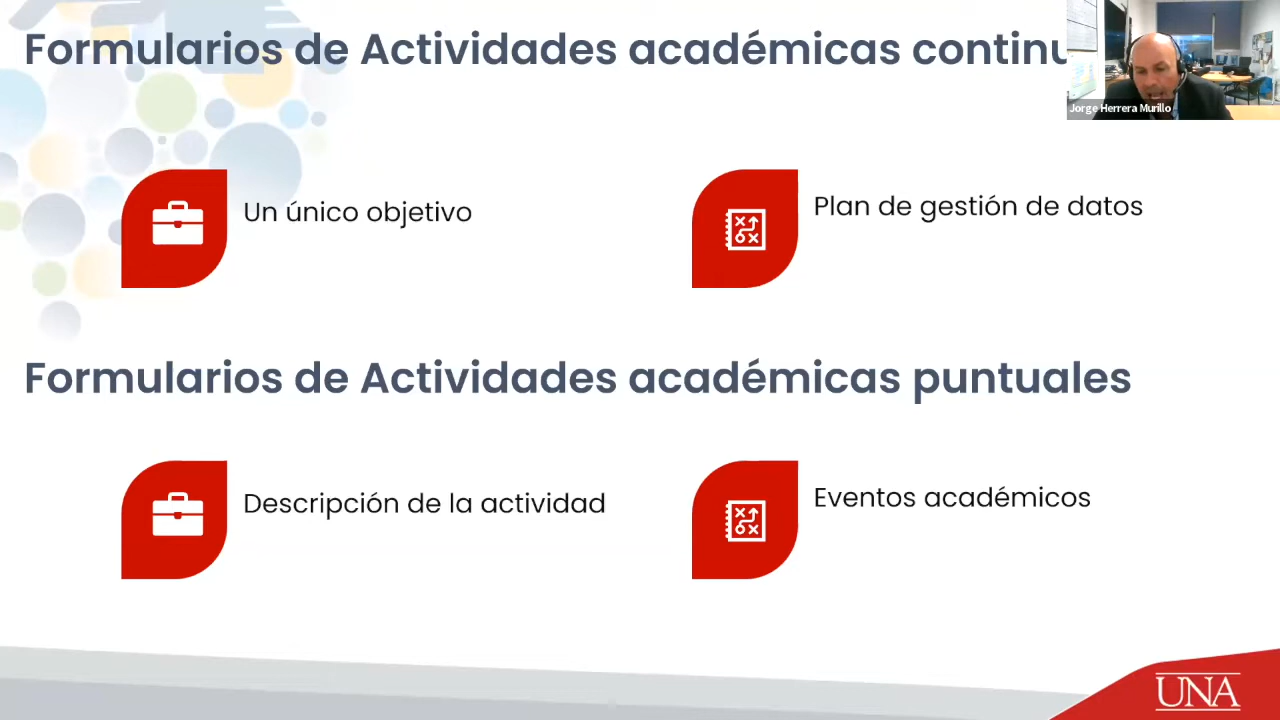 Formularios de Actividades académicas continu
Jorge Herrera Murillo
Un único objetivo
Plan de gestión de datos
Formularios de Actividades académicas puntuales
Descripción de la actividad
Eventos académicos
UNA